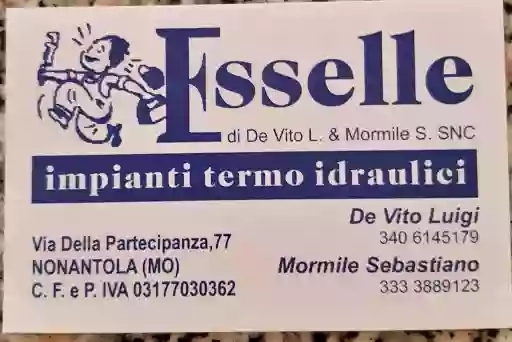 Esselle
di De Vito L. & Mormile S. SNC
impianti termo idraulici
De Vito Luigi
340 6145179
Mormile Sebastiano
333 3889123
Via Della Partecipanza,77
NONANTOLA (MO)
C. F. e P. IVA 03177030362